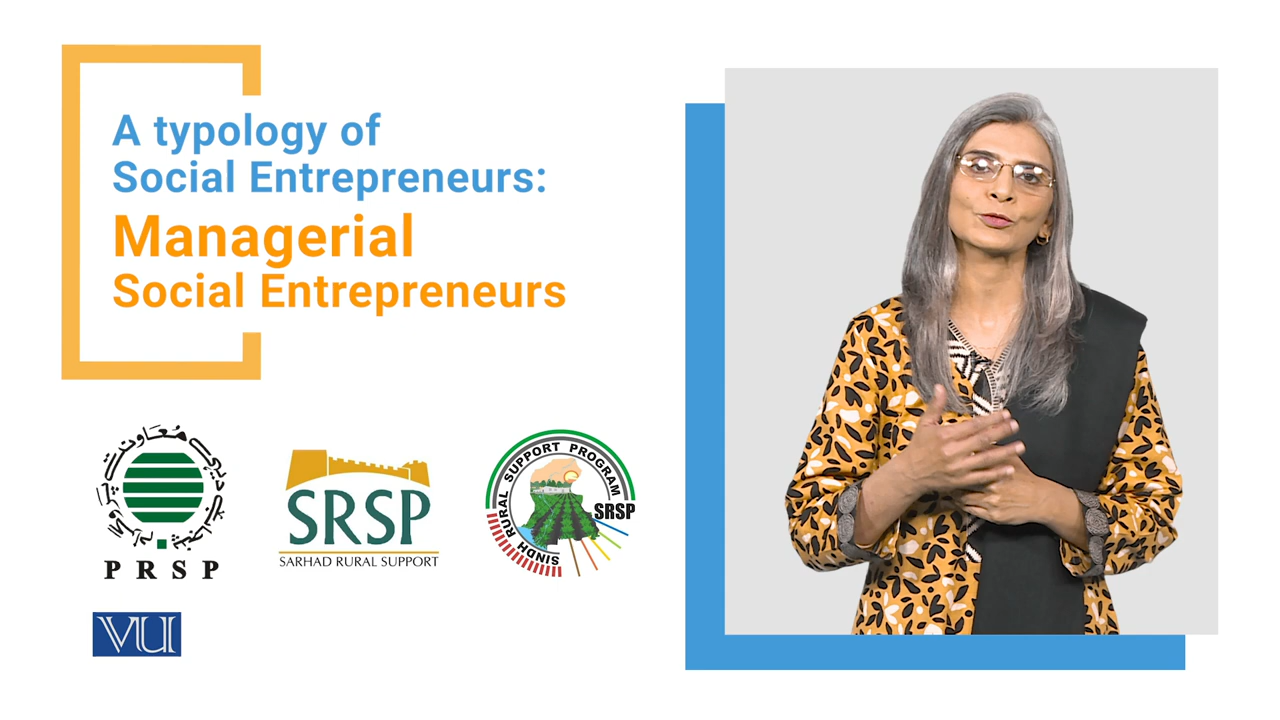 A typology of
Social Entrepreneurs:
Managerial
Social Entrepreneurs
PRSP
SRSP
SARHAD RURAL SUPPORT
SINDH RURAL SUPPORT PROGRAM
SRSP
VU